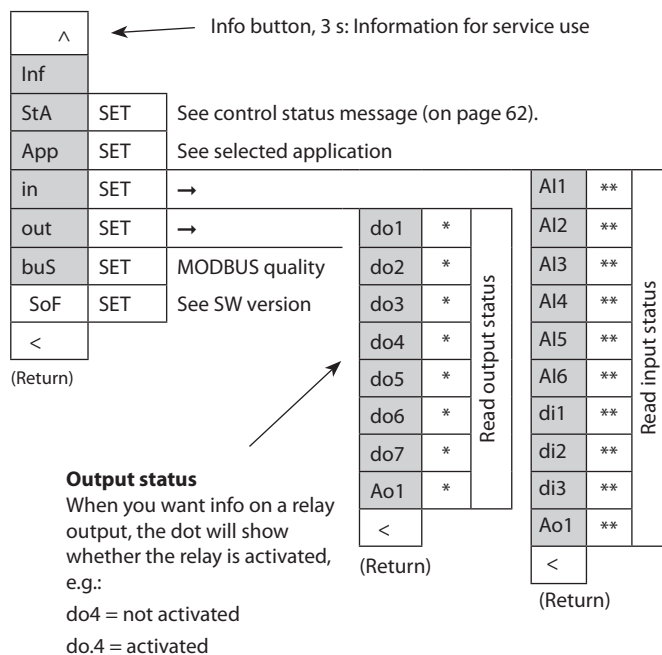 ^ Info button, 3 s: Information for service use
Inf
StA SET See control status message (on page 62).
App SET See selected application
in SET →
out SET →
buS SET MODBUS quality
SoF SET See SW version
<
(Return)
do1 *
do2 *
do3 *
do4 *
do5 *
do6 *
do7 *
Ao1 *
<
(Return)
Read output status
AI1 **
AI2 **
AI3 **
AI4 **
AI5 **
AI6 **
di1 **
di2 **
di3 **
Ao1 **
<
(Return)
Read input status
Output status
When you want info on a relay
output, the dot will show
whether the relay is activated,
e.g.:
do4 = not activated
do.4 = activated